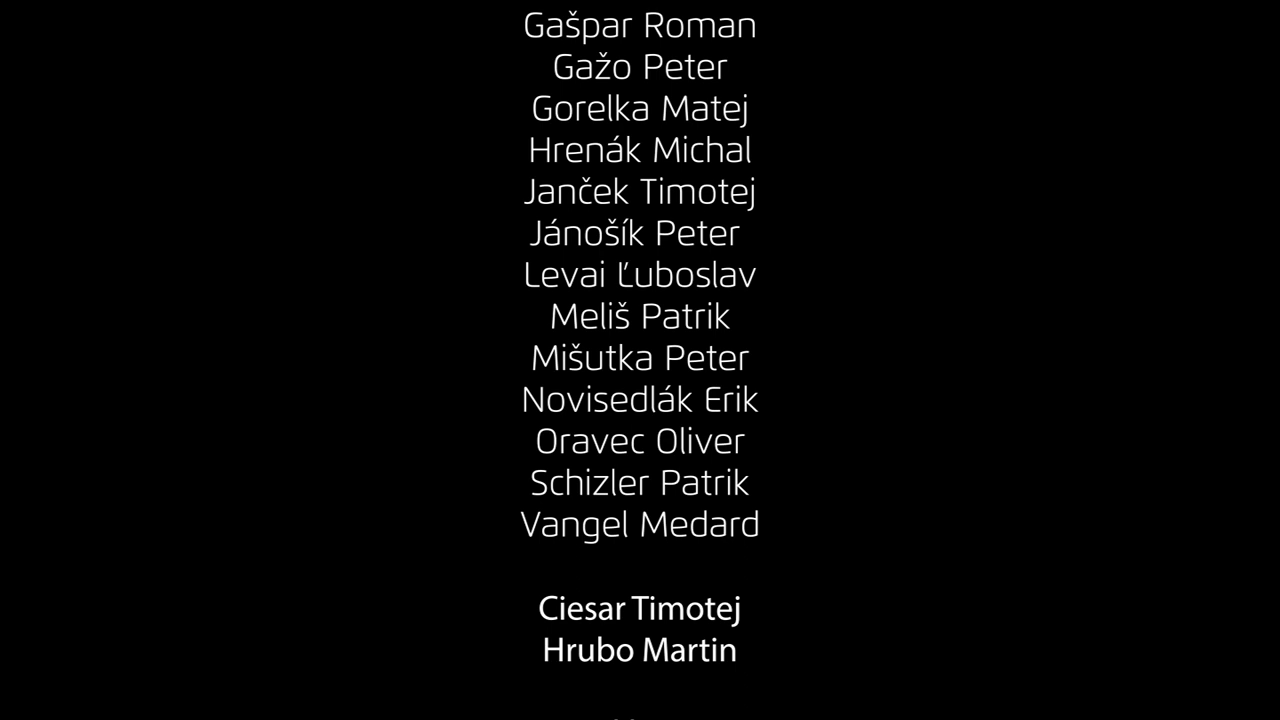 Gašpar Roman
Gažo Peter
Gorelka Matej
Hrenák Michal
Janček Timotej
Jánošík Peter
Levai Ľuboslav
Meliš Patrik
Mišutka Peter
Novisedlák Erik
Oravec Oliver
Schizler Patrik
Vangel Medard
Ciesar Timotej
Hrubo Martin